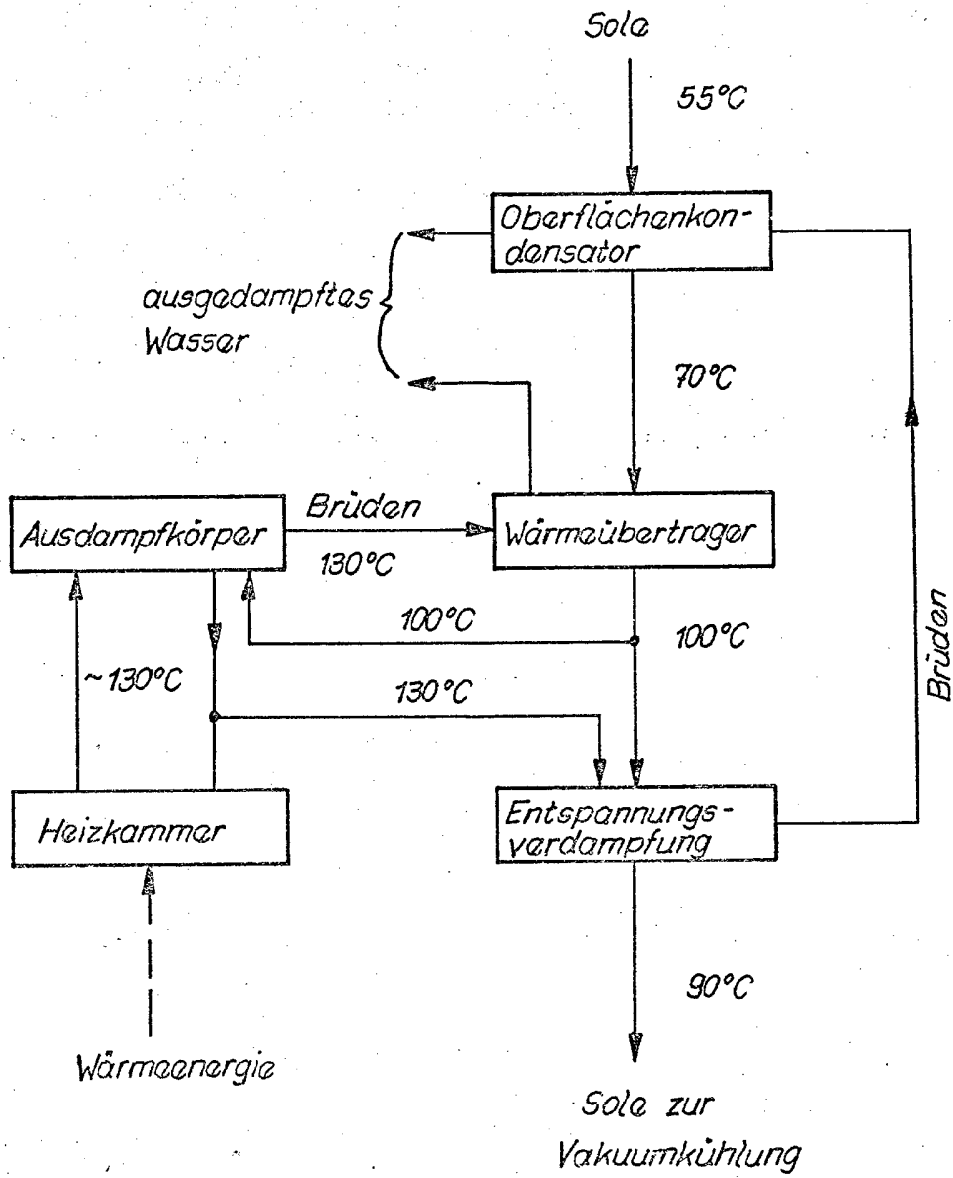 Sole
55°C
Oberflächenkon-
densator
ausgedampftes
Wasser
70°C
Ausdampfkörper
Brüden
130°C
Wärmeübertrager
100°C
100°C
~130°C
130°C
Brüden
Heizkammer
Entspannungs-
verdampfung
90°C
Wärmeenergie
Sole zur
Vakuumkühlung